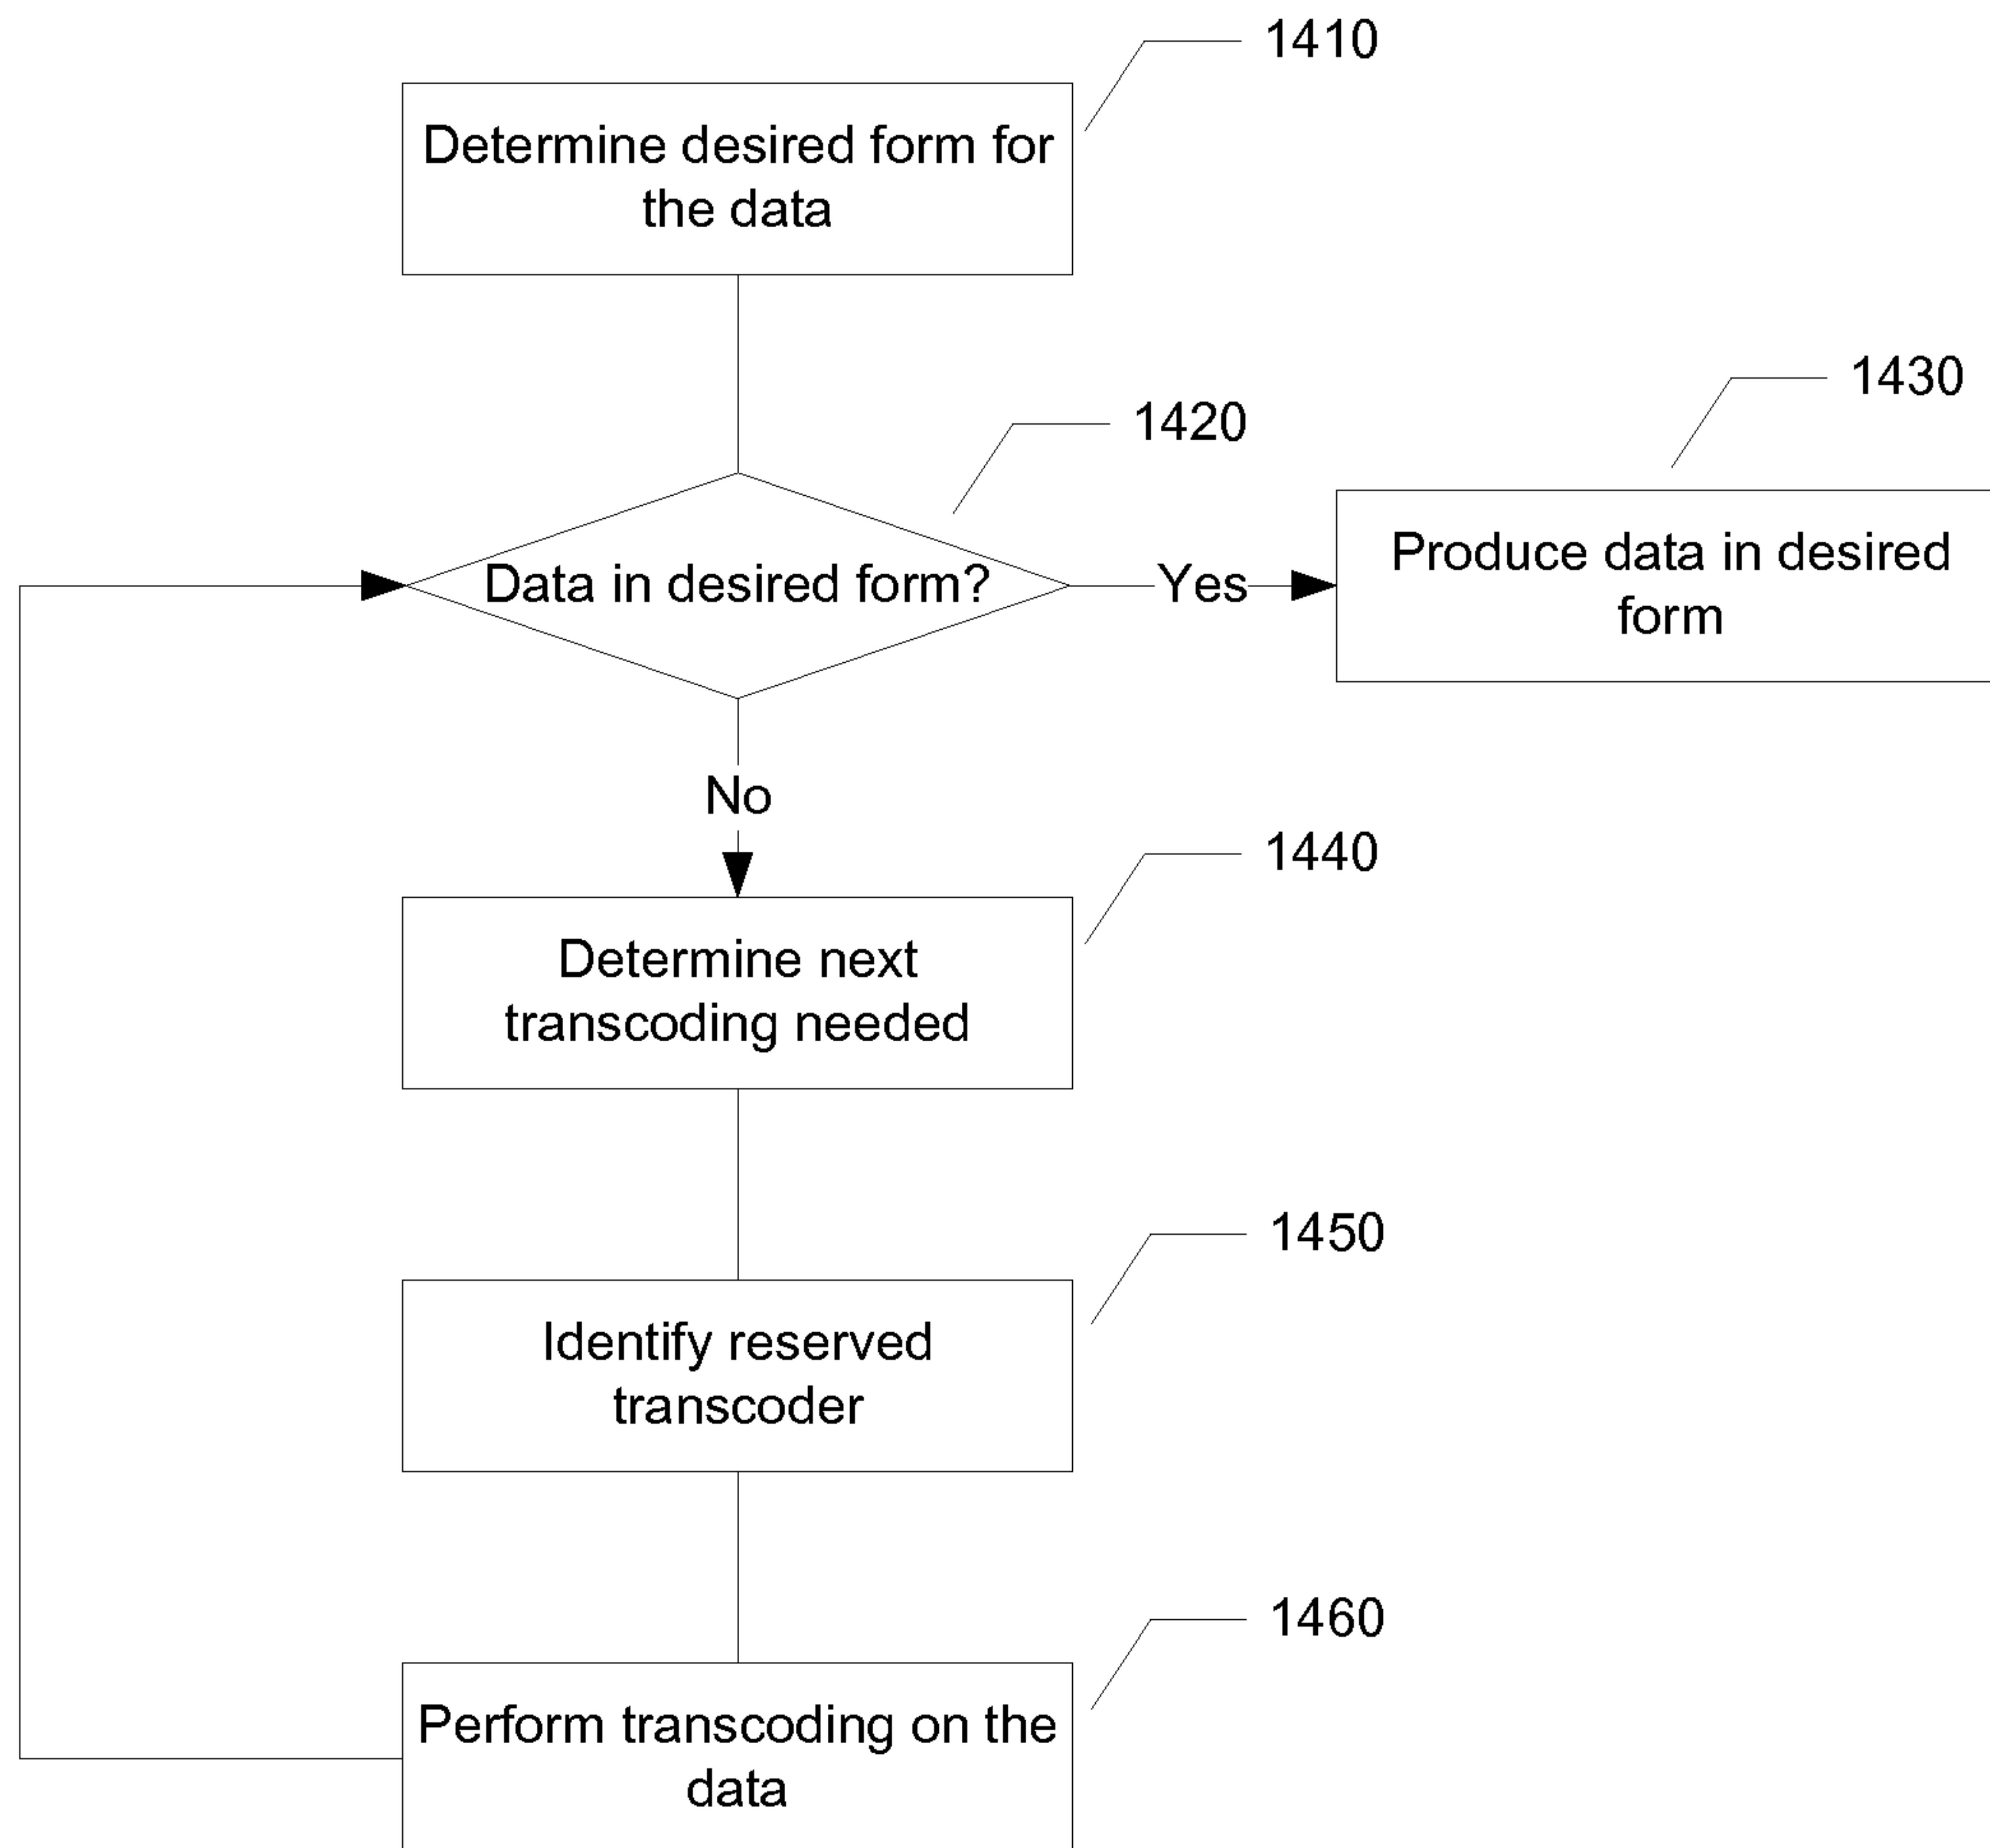 1410
Determine desired form for
the data
1420
1430
Data in desired form?
Yes
Produce data in desired
form
No
1440
Determine next
transcoding needed
1450
Identify reserved
transcoder
1460
Perform transcoding on the
data